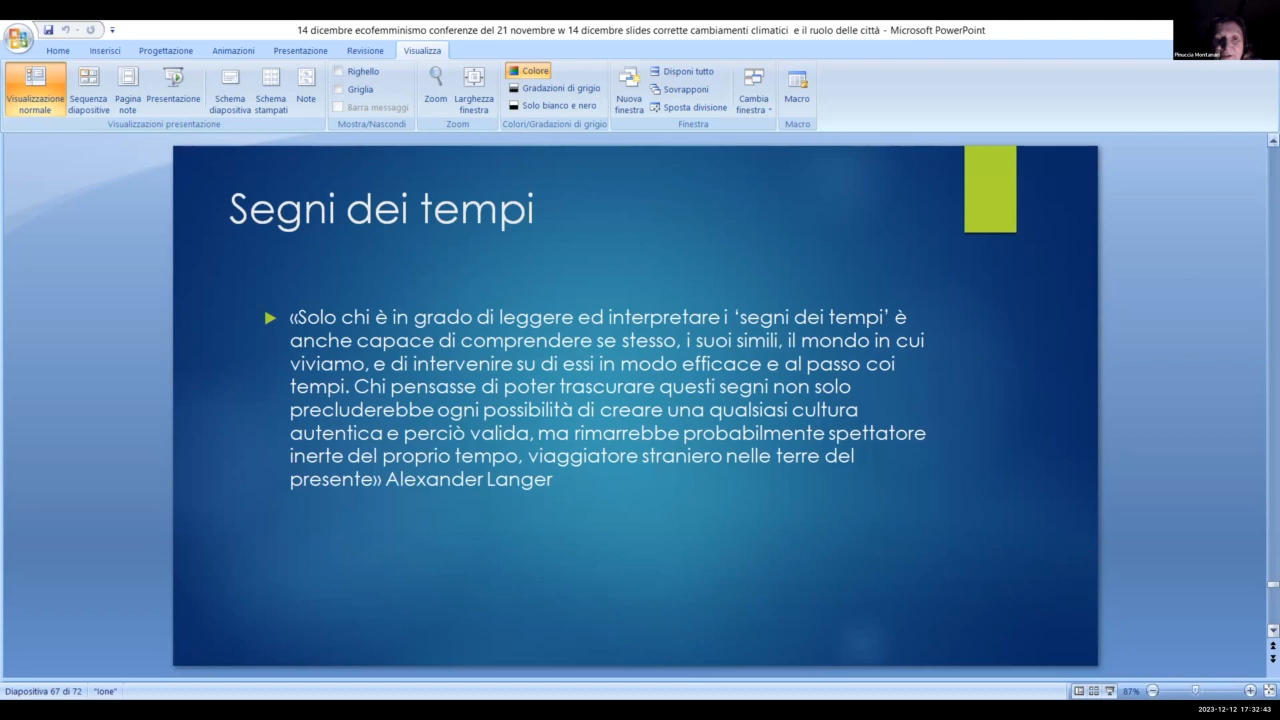 14 dicembre ecofemminismo conferenze del 21 novembre w 14 dicembre slides corrette cambiamenti climatici e il ruolo delle città - Microsoft PowerPoint
Pinuccia Montanari
Home Inserisci Progettazione Animazioni Presentazione Revisione Visualizza
Visualizzazione normale
Sequenza diapositive
Pagina note
Presentazione
Visualizzazioni presentazione
Schema diapositiva
Schema stampati
Note
Righello
Griglia
Barra messaggi
Mostra/Nascondi
Zoom
Larghezza finestra
Zoom
Colore
Gradazioni di grigio
Solo bianco e nero
Colori/Gradazioni di grigio
Nuova finestra
Disponi tutto
Sovrapponi
Sposta divisione
Cambia finestra
Finestra
Macro
Macro
Segni dei tempi
«Solo chi è in grado di leggere ed interpretare i ‘segni dei tempi’ è
anche capace di comprendere se stesso, i suoi simili, il mondo in cui
viviamo, e di intervenire su di essi in modo efficace e al passo coi
tempi. Chi pensasse di poter trascurare questi segni non solo
precluderebbe ogni possibilità di creare una qualsiasi cultura
autentica e perciò valida, ma rimarrebbe probabilmente spettatore
inerte del proprio tempo, viaggiatore straniero nelle terre del
presente» Alexander Langer
Diapositiva 67 di 72 "Ione" 87%
2023-12-12 17:32:43